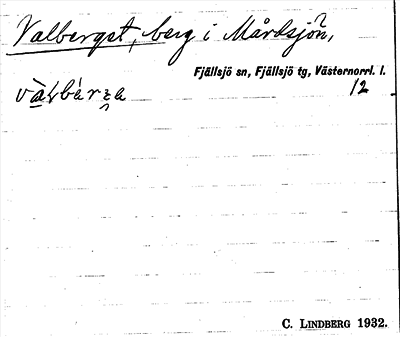 Valberget, berg i Mårdsjön,
Fjällsjö sn, Fjällsjö tg, Västernorrl. l.
12
C. LINDBERG 1932.